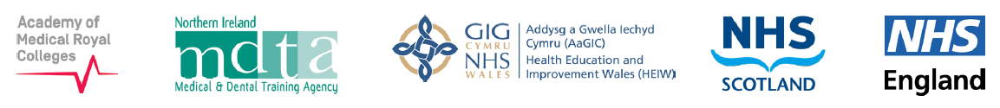 Academy of
Medical Royal
Colleges
Northern Ireland
mdta
Medical & Dental Training Agency
GIG
CYMRU
NHS
WALES
Addysg a Gwella Iechyd
Cymru (AaGIC)
Health Education and
Improvement Wales (HEIW)
NHS
SCOTLAND
NHS
England